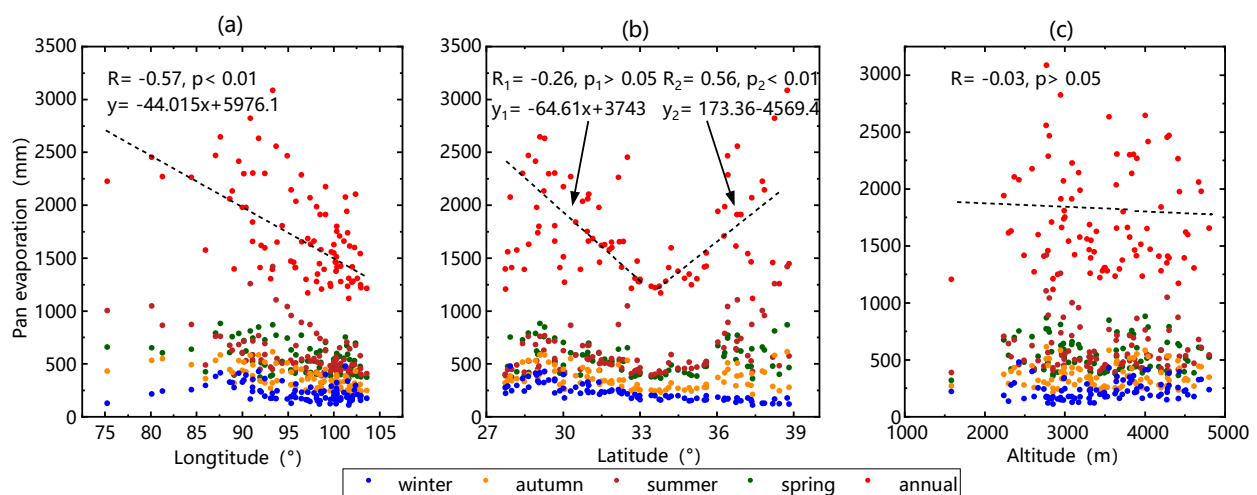 (a)
(b)
(c)
3500
3000
2500
2000
1500
1000
500
0
Pan evaporation (mm)
R= -0.57, p< 0.01
y= -44.015x+5976.1
75 80 85 90 95 100 105
Longtitude (°)
3500
3000
2500
2000
1500
1000
500
0
R1= -0.26, p1> 0.05 R2= 0.56, p2< 0.01
y1= -64.61x+3743 y2= 173.36-4569.4
27 30 33 36 39
Latitude (°)
3250
3000
2500
2000
1500
1000
500
0
R= -0.03, p> 0.05
1000 2000 3000 4000 5000
Altitude (m)
winter autumn summer spring annual